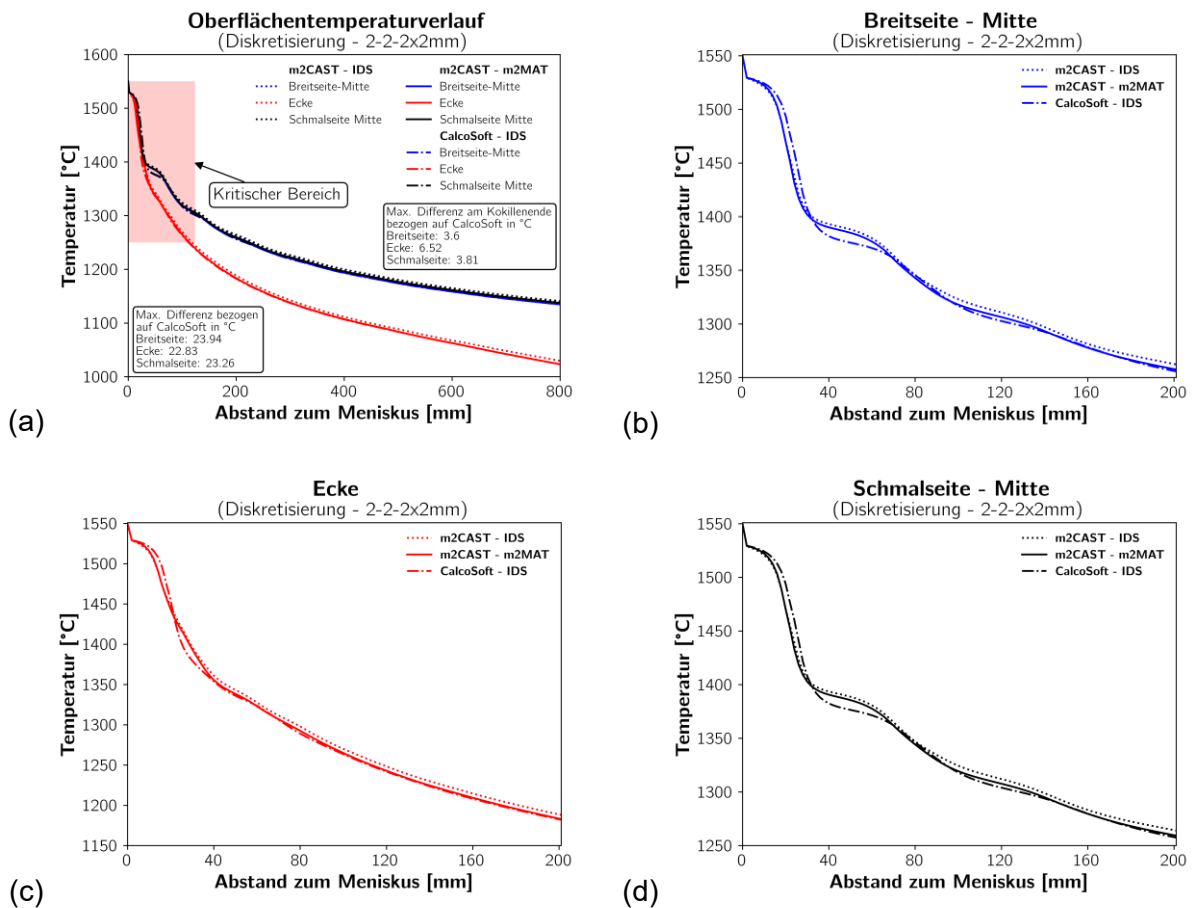 Oberflächentemperaturverlauf
(Diskretisierung - 2-2-2x2mm)
m2CAST - IDS
Breitseite-Mitte
Ecke
Schmalseite Mitte
m2CAST - m2MAT
Breitseite-Mitte
Ecke
Schmalseite Mitte
CalcoSoft - IDS
Breitseite-Mitte
Ecke
Schmalseite Mitte
Kritischer Bereich
Max. Differenz am Kokillenende
bezogen auf CalcoSoft in °C
Breitseite: 3.6
Ecke: 6.52
Schmalseite: 3.81
Max. Differenz bezogen
auf CalcoSoft in °C
Breitseite: 23.94
Ecke: 22.83
Schmalseite: 23.26
Temperatur [°C]
1600
1500
1400
1300
1200
1100
1000
0 200 400 600 800
Abstand zum Meniskus [mm]
(a)
Breitseite - Mitte
(Diskretisierung - 2-2-2x2mm)
m2CAST - IDS
m2CAST - m2MAT
CalcoSoft - IDS
Temperatur [°C]
1550
1500
1450
1400
1350
1300
1250
0 40 80 120 160 200
Abstand zum Meniskus [mm]
(b)
Ecke
(Diskretisierung - 2-2-2x2mm)
m2CAST - IDS
m2CAST - m2MAT
CalcoSoft - IDS
Temperatur [°C]
1550
1500
1450
1400
1350
1300
1250
1200
1150
0 40 80 120 160 200
Abstand zum Meniskus [mm]
(c)
Schmalseite - Mitte
(Diskretisierung - 2-2-2x2mm)
m2CAST - IDS
m2CAST - m2MAT
CalcoSoft - IDS
Temperatur [°C]
1550
1500
1450
1400
1350
1300
1250
0 40 80 120 160 200
Abstand zum Meniskus [mm]
(d)